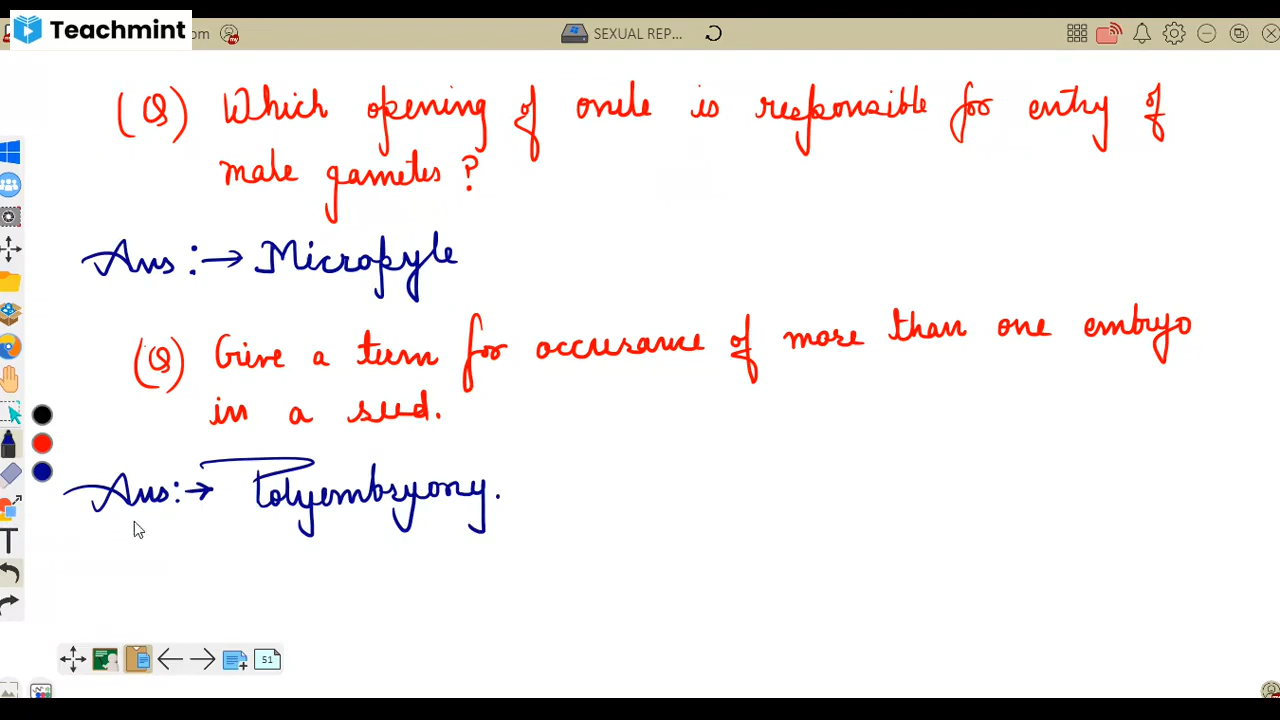 Teachmint
om
SEXUAL REP...
(Q) Which opening of ovule is responsible for entry of
male gametes ?
Ans :→ Micropyle
(Q) Give a term for occurance of more than one embryo
in a seed.
Ans:→ Polyembryony.
T
51